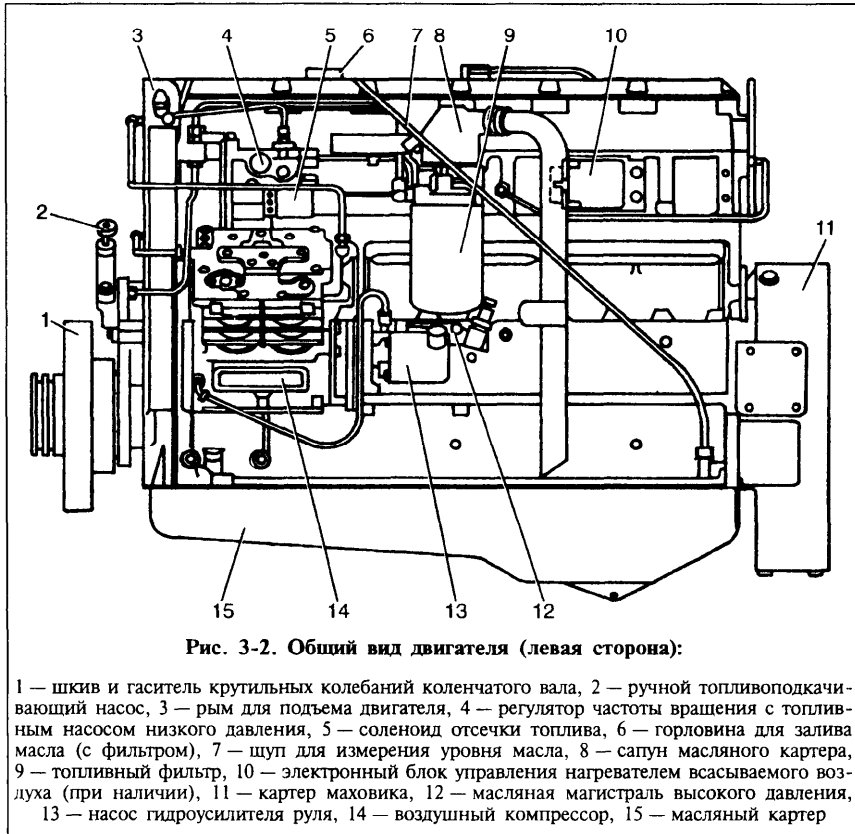 3 4 5 6 7 8 9 10
2
11
1
15 14 13 12
Рис. 3-2. Общий вид двигателя (левая сторона):
1 — шкив и гаситель крутильных колебаний коленчатого вала, 2 — ручной топливоподкачи-
вающий насос, 3 — рым для подъема двигателя, 4 — регулятор частоты вращения с топлив-
ным насосом низкого давления, 5 — соленоид отсечки топлива, 6 — горловина для залива
масла (с фильтром), 7 — щуп для измерения уровня масла, 8 — сапун масляного картера,
9 — топливный фильтр, 10 — электронный блок управления нагревателем всасываемого воз-
духа (при наличии), 11 — картер маховика, 12 — масляная магистраль высокого давления,
13 — насос гидроусилителя руля, 14 — воздушный компрессор, 15 — масляный картер